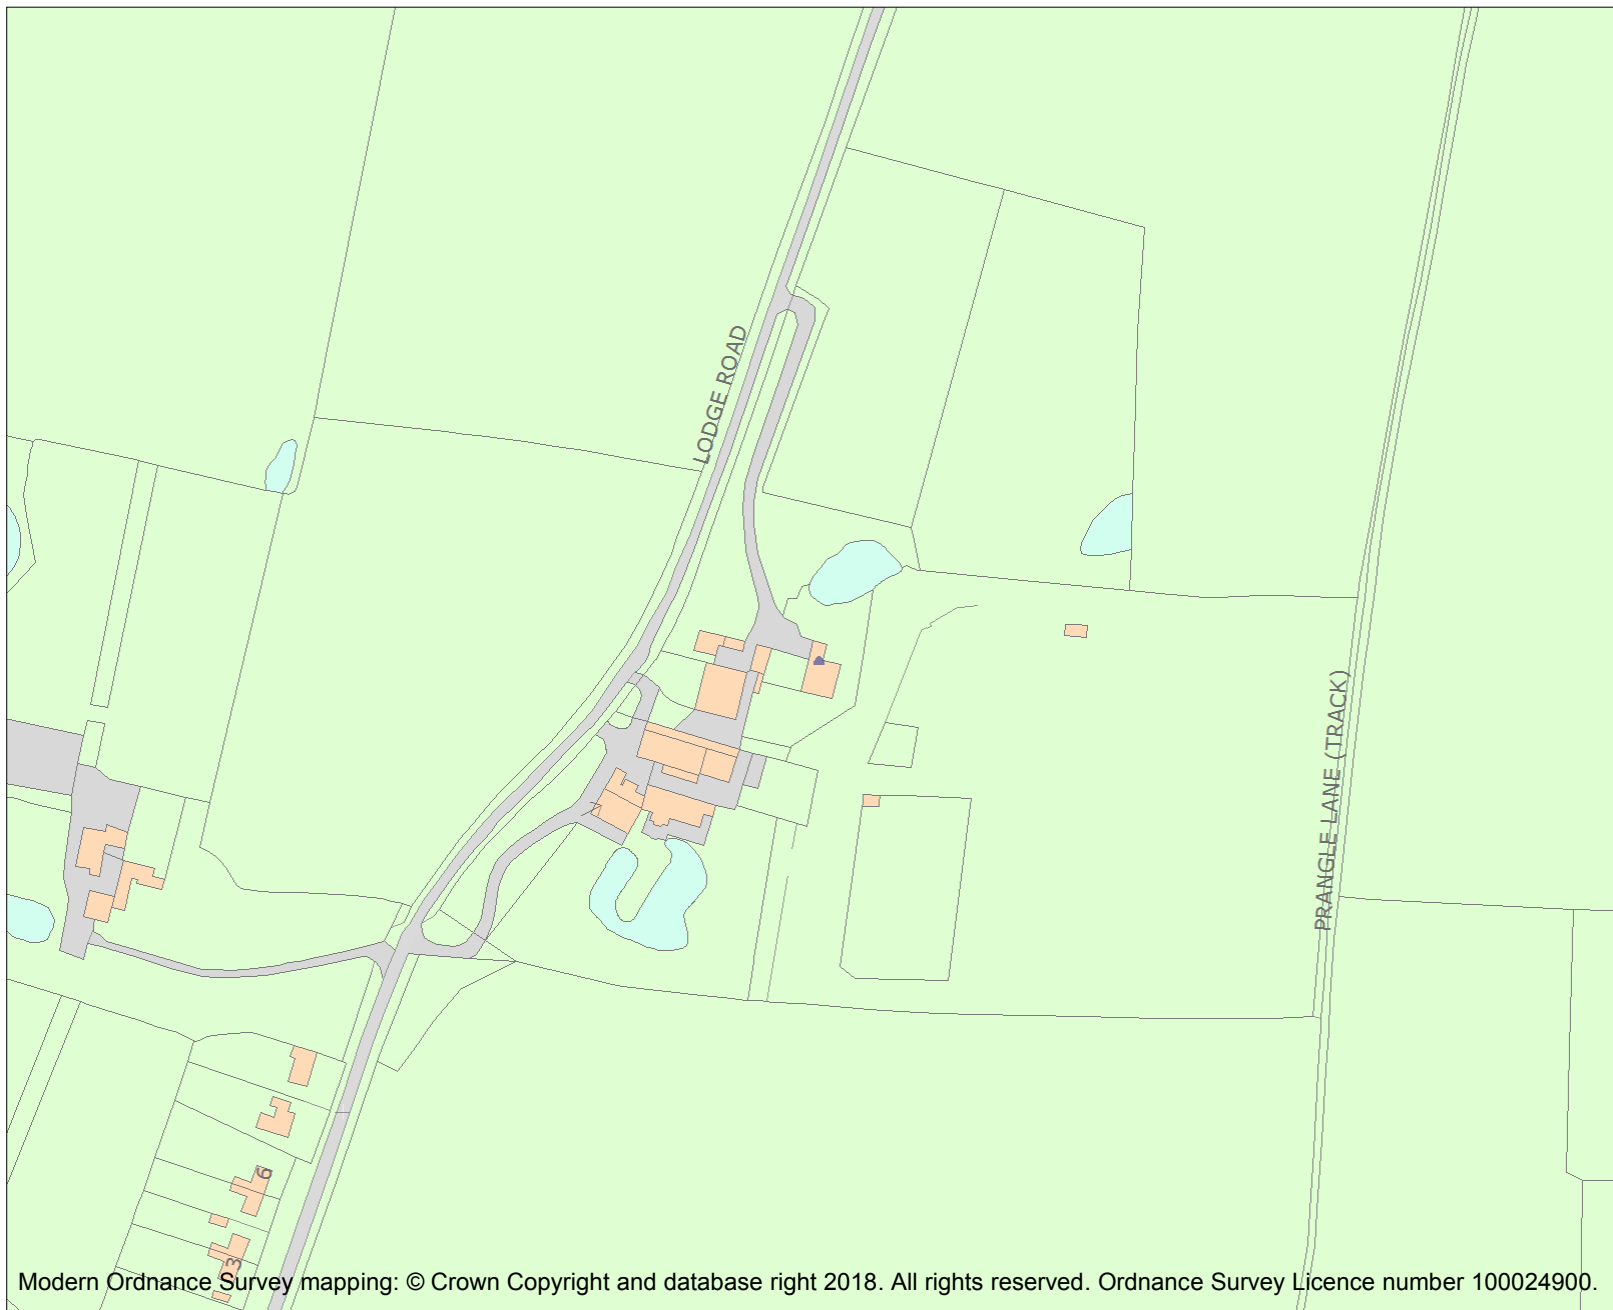 LODGE ROAD
PRANGLE LANE (TRACK)
6
3
Modern Ordnance Survey mapping: © Crown Copyright and database right 2018. All rights reserved. Ordnance Survey Licence number 100024900.